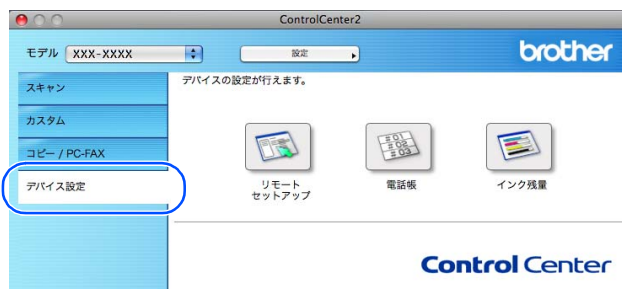 ControlCenter2
モデル XXX-XXXX 設定 brother
スキャン
デバイスの設定が行えます。
カスタム
コピー / PC-FAX
デバイス設定
#01
#02
#03
リモート
セットアップ
電話帳
インク残量
Control Center